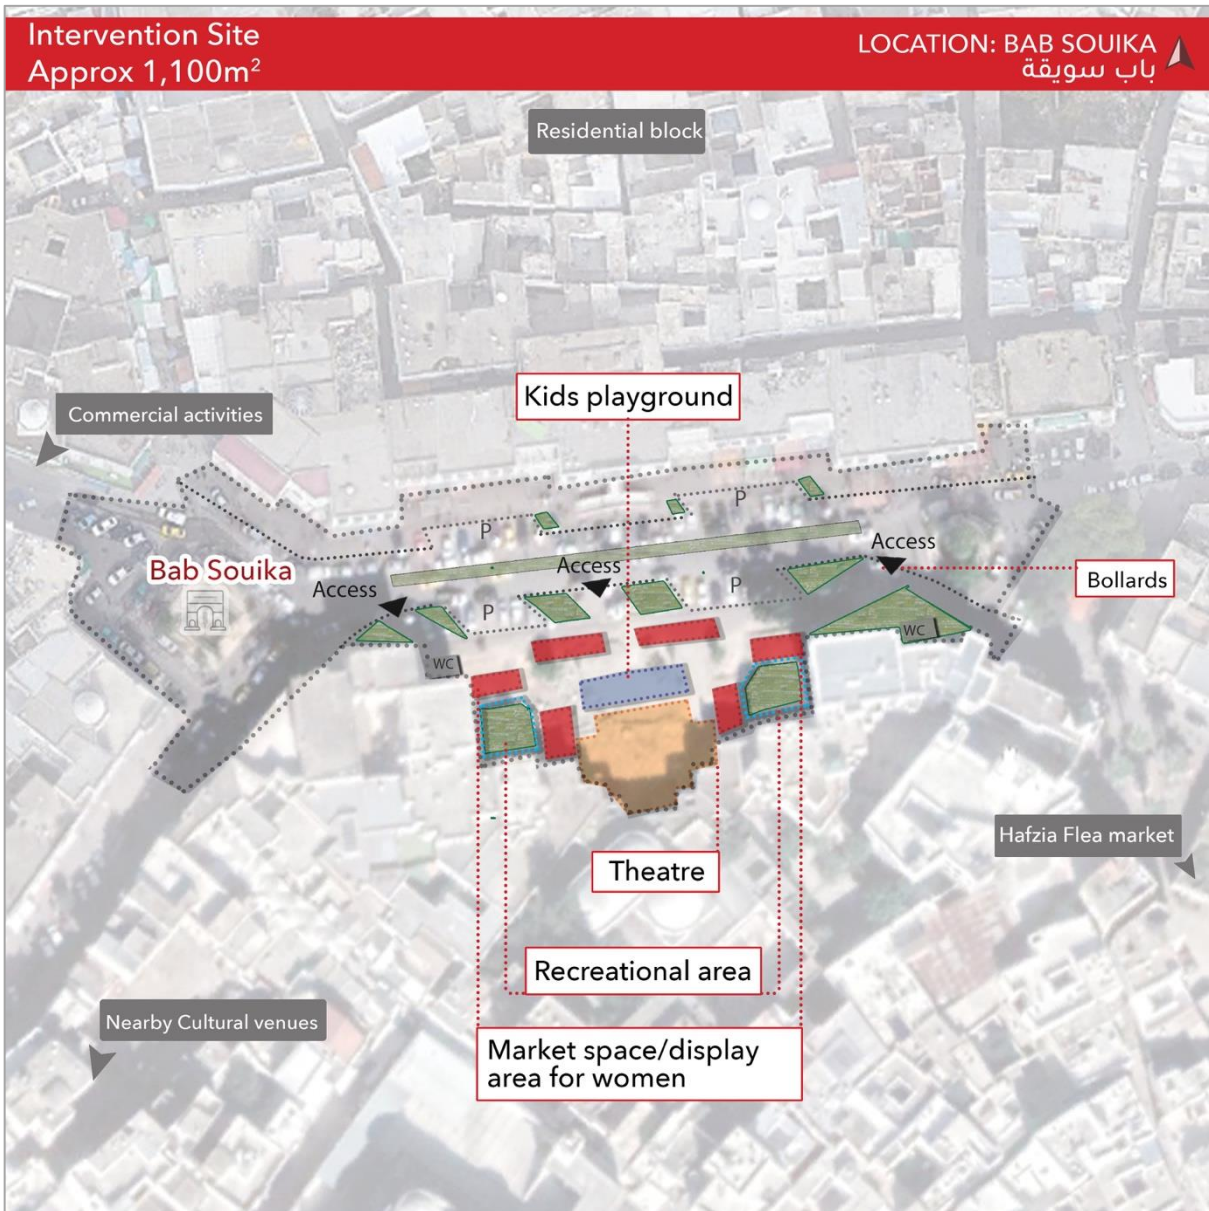 Intervention Site
Approx 1,100m²
LOCATION: BAB SOUIKA
باب سويقة
Residential block
Kids playground
Commercial activities
P
P
Bab Souika
Access
Access
Access
Bollards
P
P
WC
WC
Hafzia Flea market
Theatre
Recreational area
Nearby Cultural venues
Market space/display
area for women